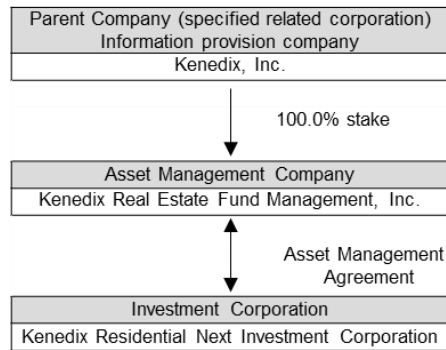 Parent Company (specified related corporation)
Information provision company
Kenedix, Inc.
100.0% stake
Asset Management Company
Kenedix Real Estate Fund Management, Inc.
Asset Management
Agreement
Investment Corporation
Kenedix Residential Next Investment Corporation